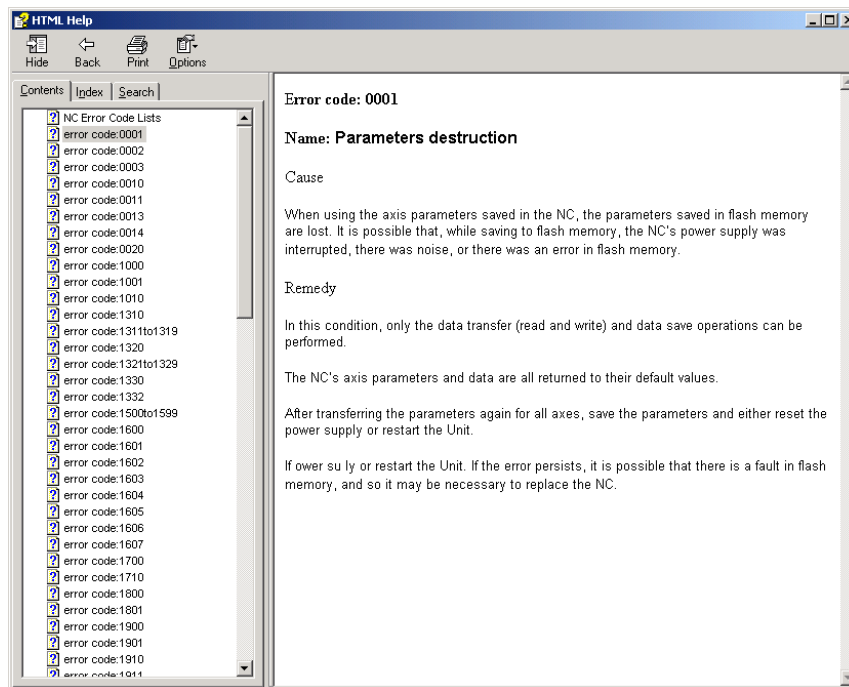 HTML Help
Hide Back Print Options
Contents Index Search
NC Error Code Lists
error code:0001
error code:0002
error code:0003
error code:0010
error code:0011
error code:0013
error code:0014
error code:0020
error code:1000
error code:1001
error code:1010
error code:1310
error code:1311to1319
error code:1320
error code:1321to1329
error code:1330
error code:1332
error code:1500to1599
error code:1600
error code:1601
error code:1602
error code:1603
error code:1604
error code:1605
error code:1606
error code:1607
error code:1700
error code:1710
error code:1800
error code:1801
error code:1900
error code:1901
error code:1910
error code:1911
Error code: 0001
Name: Parameters destruction
Cause
When using the axis parameters saved in the NC, the parameters saved in flash memory
are lost. It is possible that, while saving to flash memory, the NC's power supply was
interrupted, there was noise, or there was an error in flash memory.
Remedy
In this condition, only the data transfer (read and write) and data save operations can be
performed.
The NC's axis parameters and data are all returned to their default values.
After transferring the parameters again for all axes, save the parameters and either reset the
power supply or restart the Unit.
If ower su ly or restart the Unit. If the error persists, it is possible that there is a fault in flash
memory, and so it may be necessary to replace the NC.